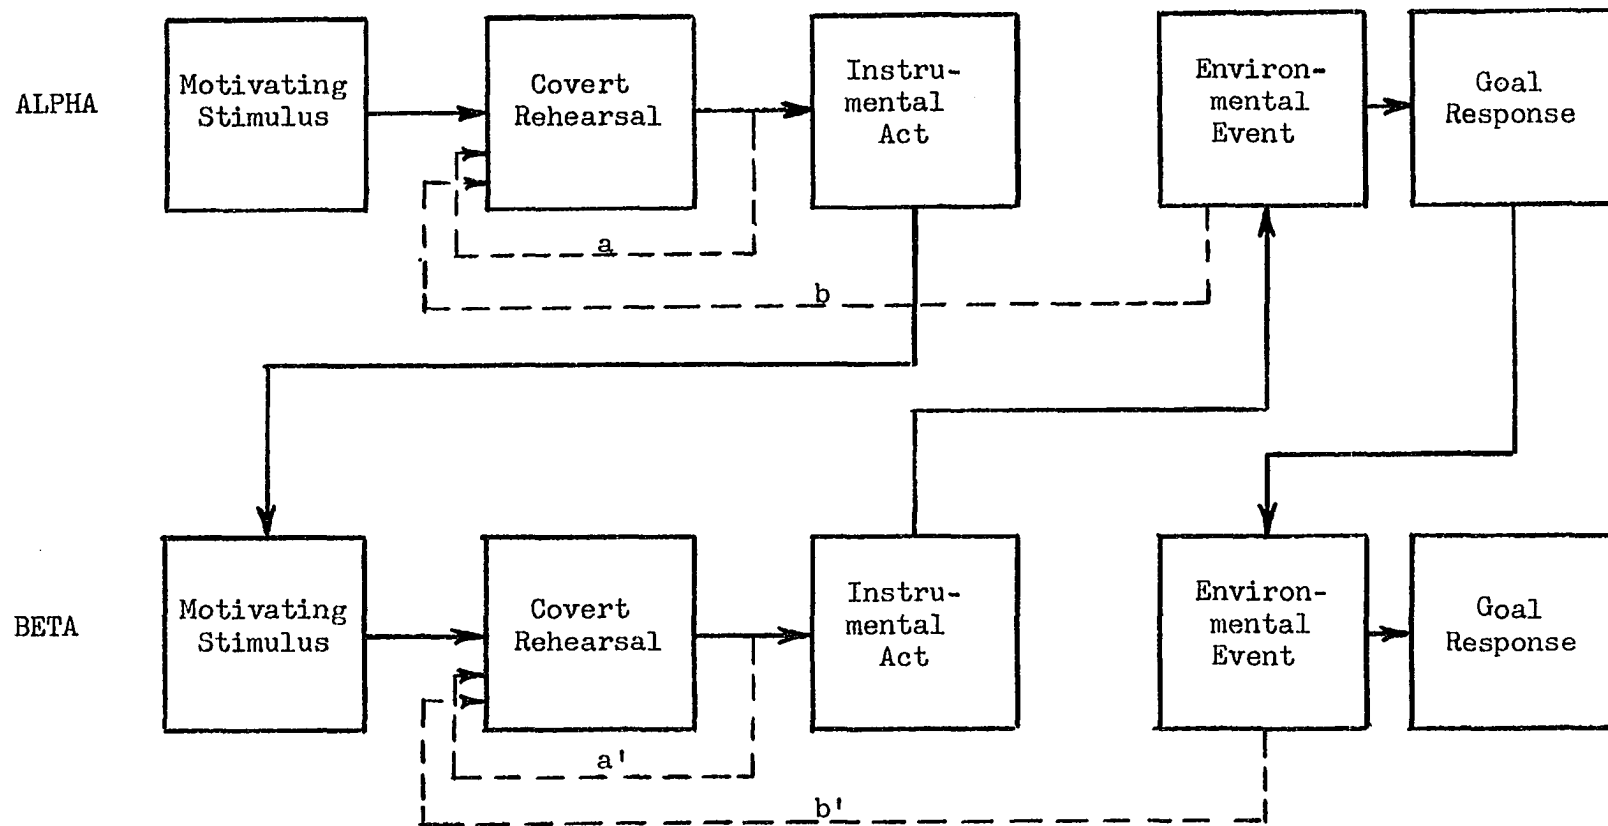 ALPHA
Motivating
Stimulus
Covert
Rehearsal
Instru-
mental
Act
Environ-
mental
Event
Goal
Response
a
b
BETA
Motivating
Stimulus
Covert
Rehearsal
Instru-
mental
Act
Environ-
mental
Event
Goal
Response
a'
b'